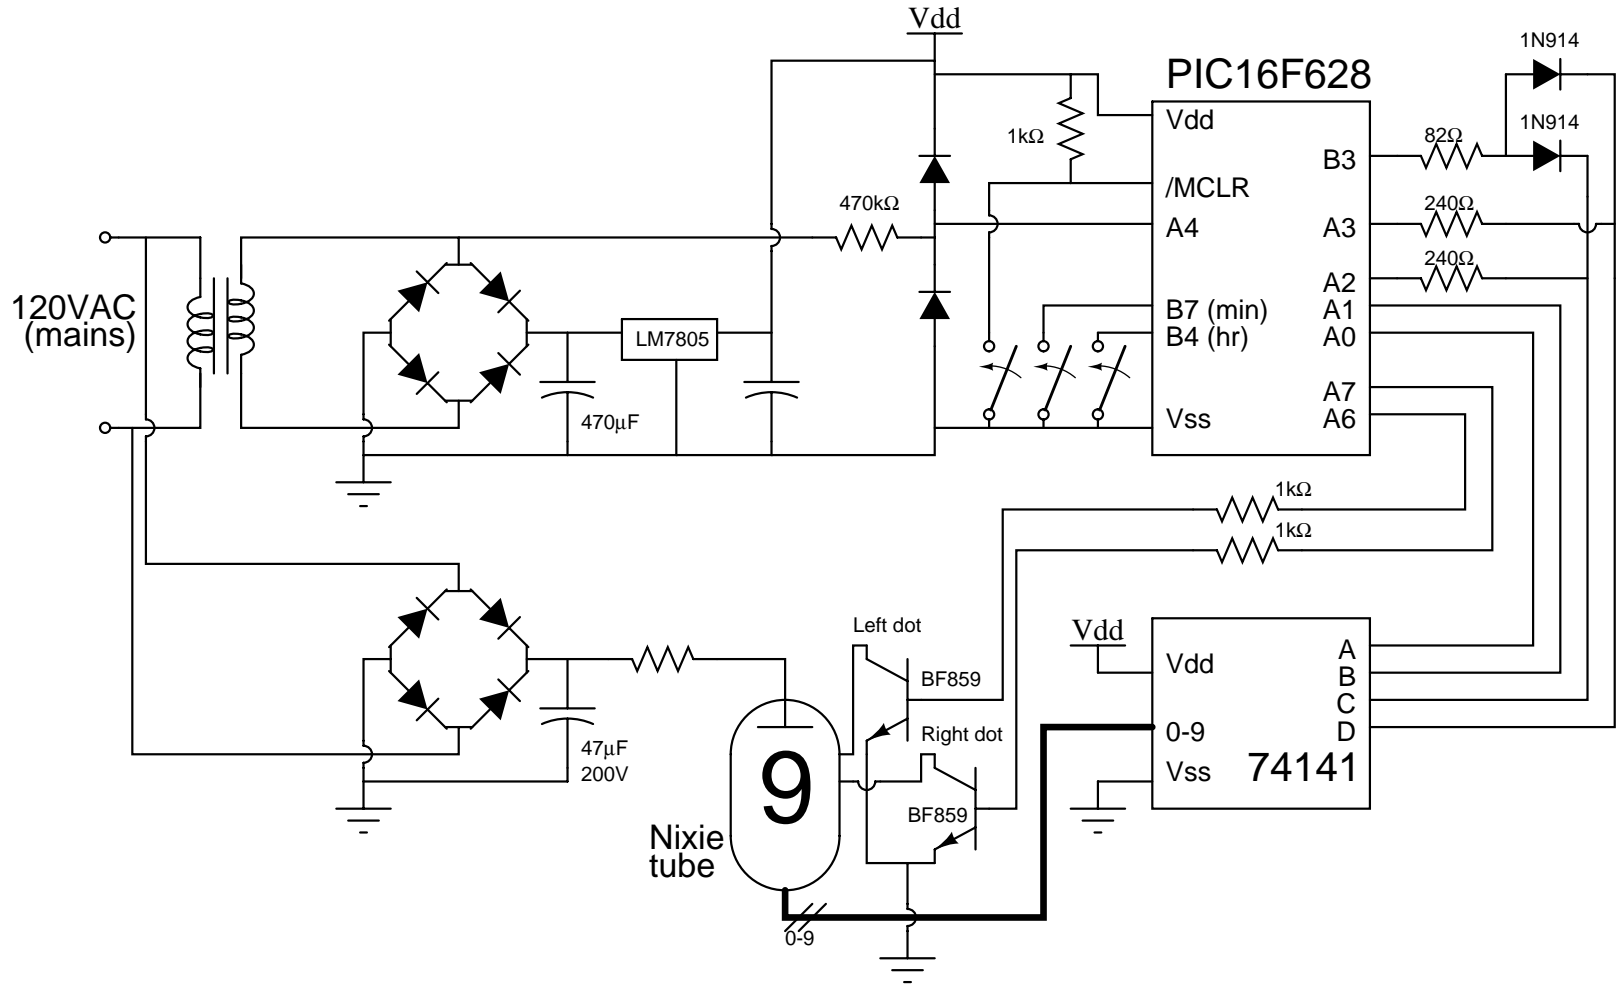 Vdd
PIC16F628
1N914
1kΩ
Vdd
82Ω
1N914
B3
/MCLR
470kΩ
A4
240Ω
A3
240Ω
A2
120VAC
(mains)
LM7805
B7 (min)
A1
B4 (hr)
A0
A7
470μF
Vss
A6
1kΩ
1kΩ
Left dot
Vdd
Vdd
A
BF859
B
C
Right dot
0-9
D
47μF
200V
9
Vss
74141
BF859
Nixie
tube
0-9